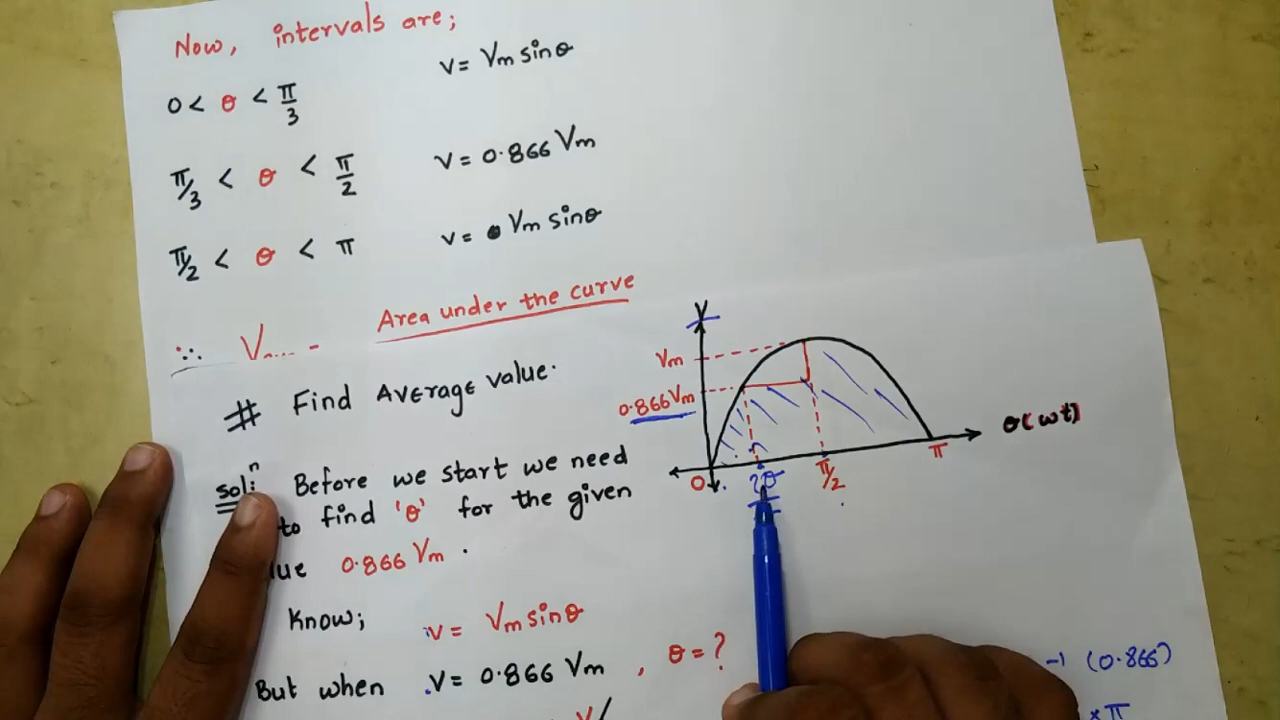 Now, intervals are;
0 < θ < π/3 v = Vm sinθ
π/3 < θ < π/2 v = 0.866 Vm
π/2 < θ < π v = Vm sinθ
Area under the curve
∴ V
# Find Average value.
Solⁿ: Before we start we need
to find 'θ' for the given
0.866 Vm.
Know; v = Vm sinθ
But when v = 0.866 Vm, θ = ?
V
Vm
0.866Vm
0
π/2
π
θ(ωt)
-1 (0.866)
×π